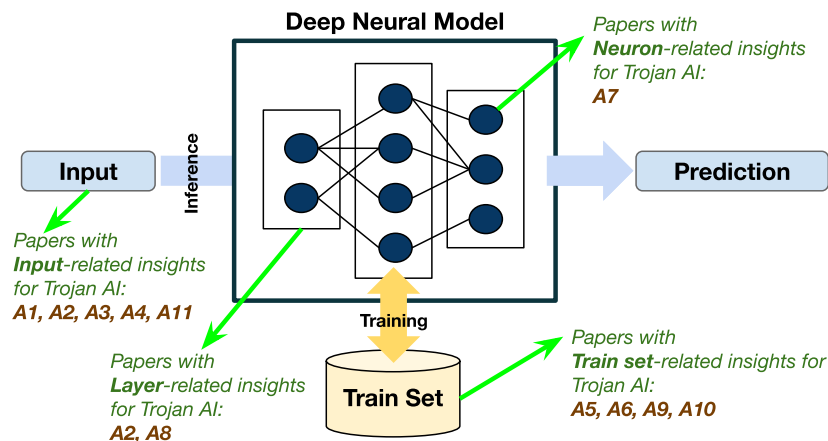 Deep Neural Model
Papers with
Neuron-related insights
for Trojan AI:
A7
Input
Inference
Prediction
Papers with
Input-related insights
for Trojan AI:
A1, A2, A3, A4, A11
Training
Papers with
Layer-related insights
for Trojan AI:
A2, A8
Train Set
Papers with
Train set-related insights for
Trojan AI:
A5, A6, A9, A10